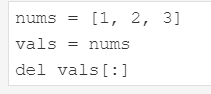 nums = [1, 2, 3]
vals = nums
del vals[:]